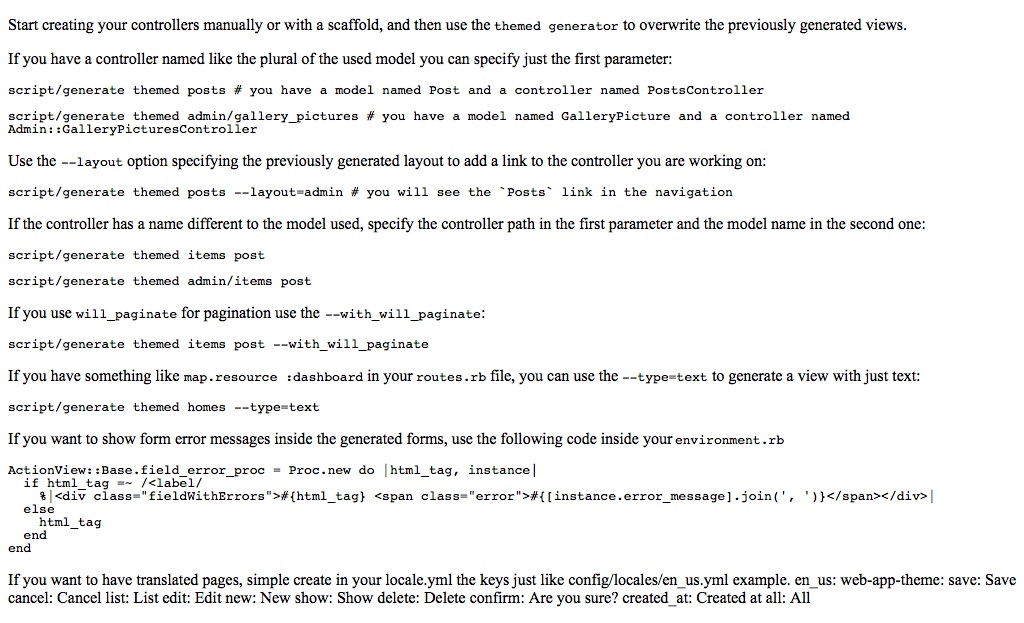 Start creating your controllers manually or with a scaffold, and then use the themed generator to overwrite the previously generated views.
If you have a controller named like the plural of the used model you can specify just the first parameter:
script/generate themed posts # you have a model named Post and a controller named PostsController
script/generate themed admin/gallery_pictures # you have a model named GalleryPicture and a controller named
Admin::GalleryPicturesController
Use the --layout option specifying the previously generated layout to add a link to the controller you are working on:
script/generate themed posts --layout=admin # you will see the `Posts` link in the navigation
If the controller has a name different to the model used, specify the controller path in the first parameter and the model name in the second one:
script/generate themed items post
script/generate themed admin/items post
If you use will_paginate for pagination use the --with_will_paginate:
script/generate themed items post --with_will_paginate
If you have something like map.resource :dashboard in your routes.rb file, you can use the --type=text to generate a view with just text:
script/generate themed homes --type=text
If you want to show form error messages inside the generated forms, use the following code inside your environment.rb
ActionView::Base.field_error_proc = Proc.new do |html_tag, instance|
  if html_tag =~ /<label/
    %|<div class="fieldWithErrors">#{html_tag} <span class="error">#{[instance.error_message].join(', ')}</span></div>|
  else
    html_tag
  end
end
If you want to have translated pages, simple create in your locale.yml the keys just like config/locales/en_us.yml example. en_us: web-app-theme: save: Save
cancel: Cancel list: List edit: Edit new: New show: Show delete: Delete confirm: Are you sure? created_at: Created at all: All